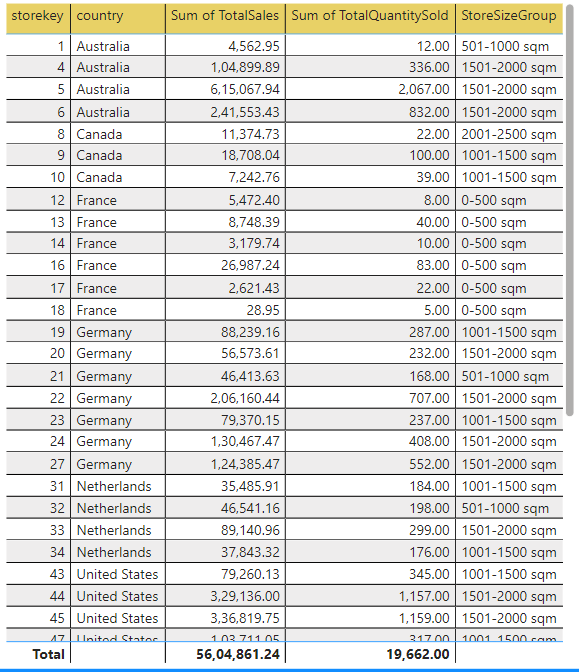 storekey country Sum of TotalSales Sum of TotalQuantitySold StoreSizeGroup
1 Australia 4,562.95 12.00 501-1000 sqm
4 Australia 1,04,899.89 336.00 1501-2000 sqm
5 Australia 6,15,067.94 2,067.00 1501-2000 sqm
6 Australia 2,41,553.43 832.00 1501-2000 sqm
8 Canada 11,374.73 22.00 2001-2500 sqm
9 Canada 18,708.04 100.00 1001-1500 sqm
10 Canada 7,242.76 39.00 1001-1500 sqm
12 France 5,472.40 8.00 0-500 sqm
13 France 8,748.39 40.00 0-500 sqm
14 France 3,179.74 10.00 0-500 sqm
16 France 26,987.24 83.00 0-500 sqm
17 France 2,621.43 22.00 0-500 sqm
18 France 28.95 5.00 0-500 sqm
19 Germany 88,239.16 287.00 1001-1500 sqm
20 Germany 56,573.61 232.00 1501-2000 sqm
21 Germany 46,413.63 168.00 501-1000 sqm
22 Germany 2,06,160.44 707.00 1501-2000 sqm
23 Germany 79,370.15 237.00 1001-1500 sqm
24 Germany 1,30,467.47 408.00 1501-2000 sqm
27 Germany 1,24,385.47 552.00 1501-2000 sqm
31 Netherlands 35,485.91 184.00 1001-1500 sqm
32 Netherlands 46,541.16 198.00 501-1000 sqm
33 Netherlands 89,140.96 299.00 1501-2000 sqm
34 Netherlands 37,843.32 176.00 1001-1500 sqm
43 United States 79,260.13 345.00 1001-1500 sqm
44 United States 3,29,136.00 1,157.00 1501-2000 sqm
45 United States 3,36,819.75 1,159.00 1501-2000 sqm
47 United States 1,03,711.05 317.00 1001-1500 sqm
Total 56,04,861.24 19,662.00